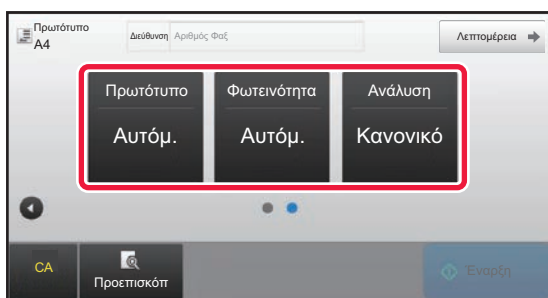 Πρωτότυπο
A4
Διεύθυνση Αριθμός Φαξ
Λεπτομέρεια
Πρωτότυπο
Αυτόμ.
Φωτεινότητα
Αυτόμ.
Ανάλυση
Κανονικό
CA
Προεπισκόπ
Έναρξη